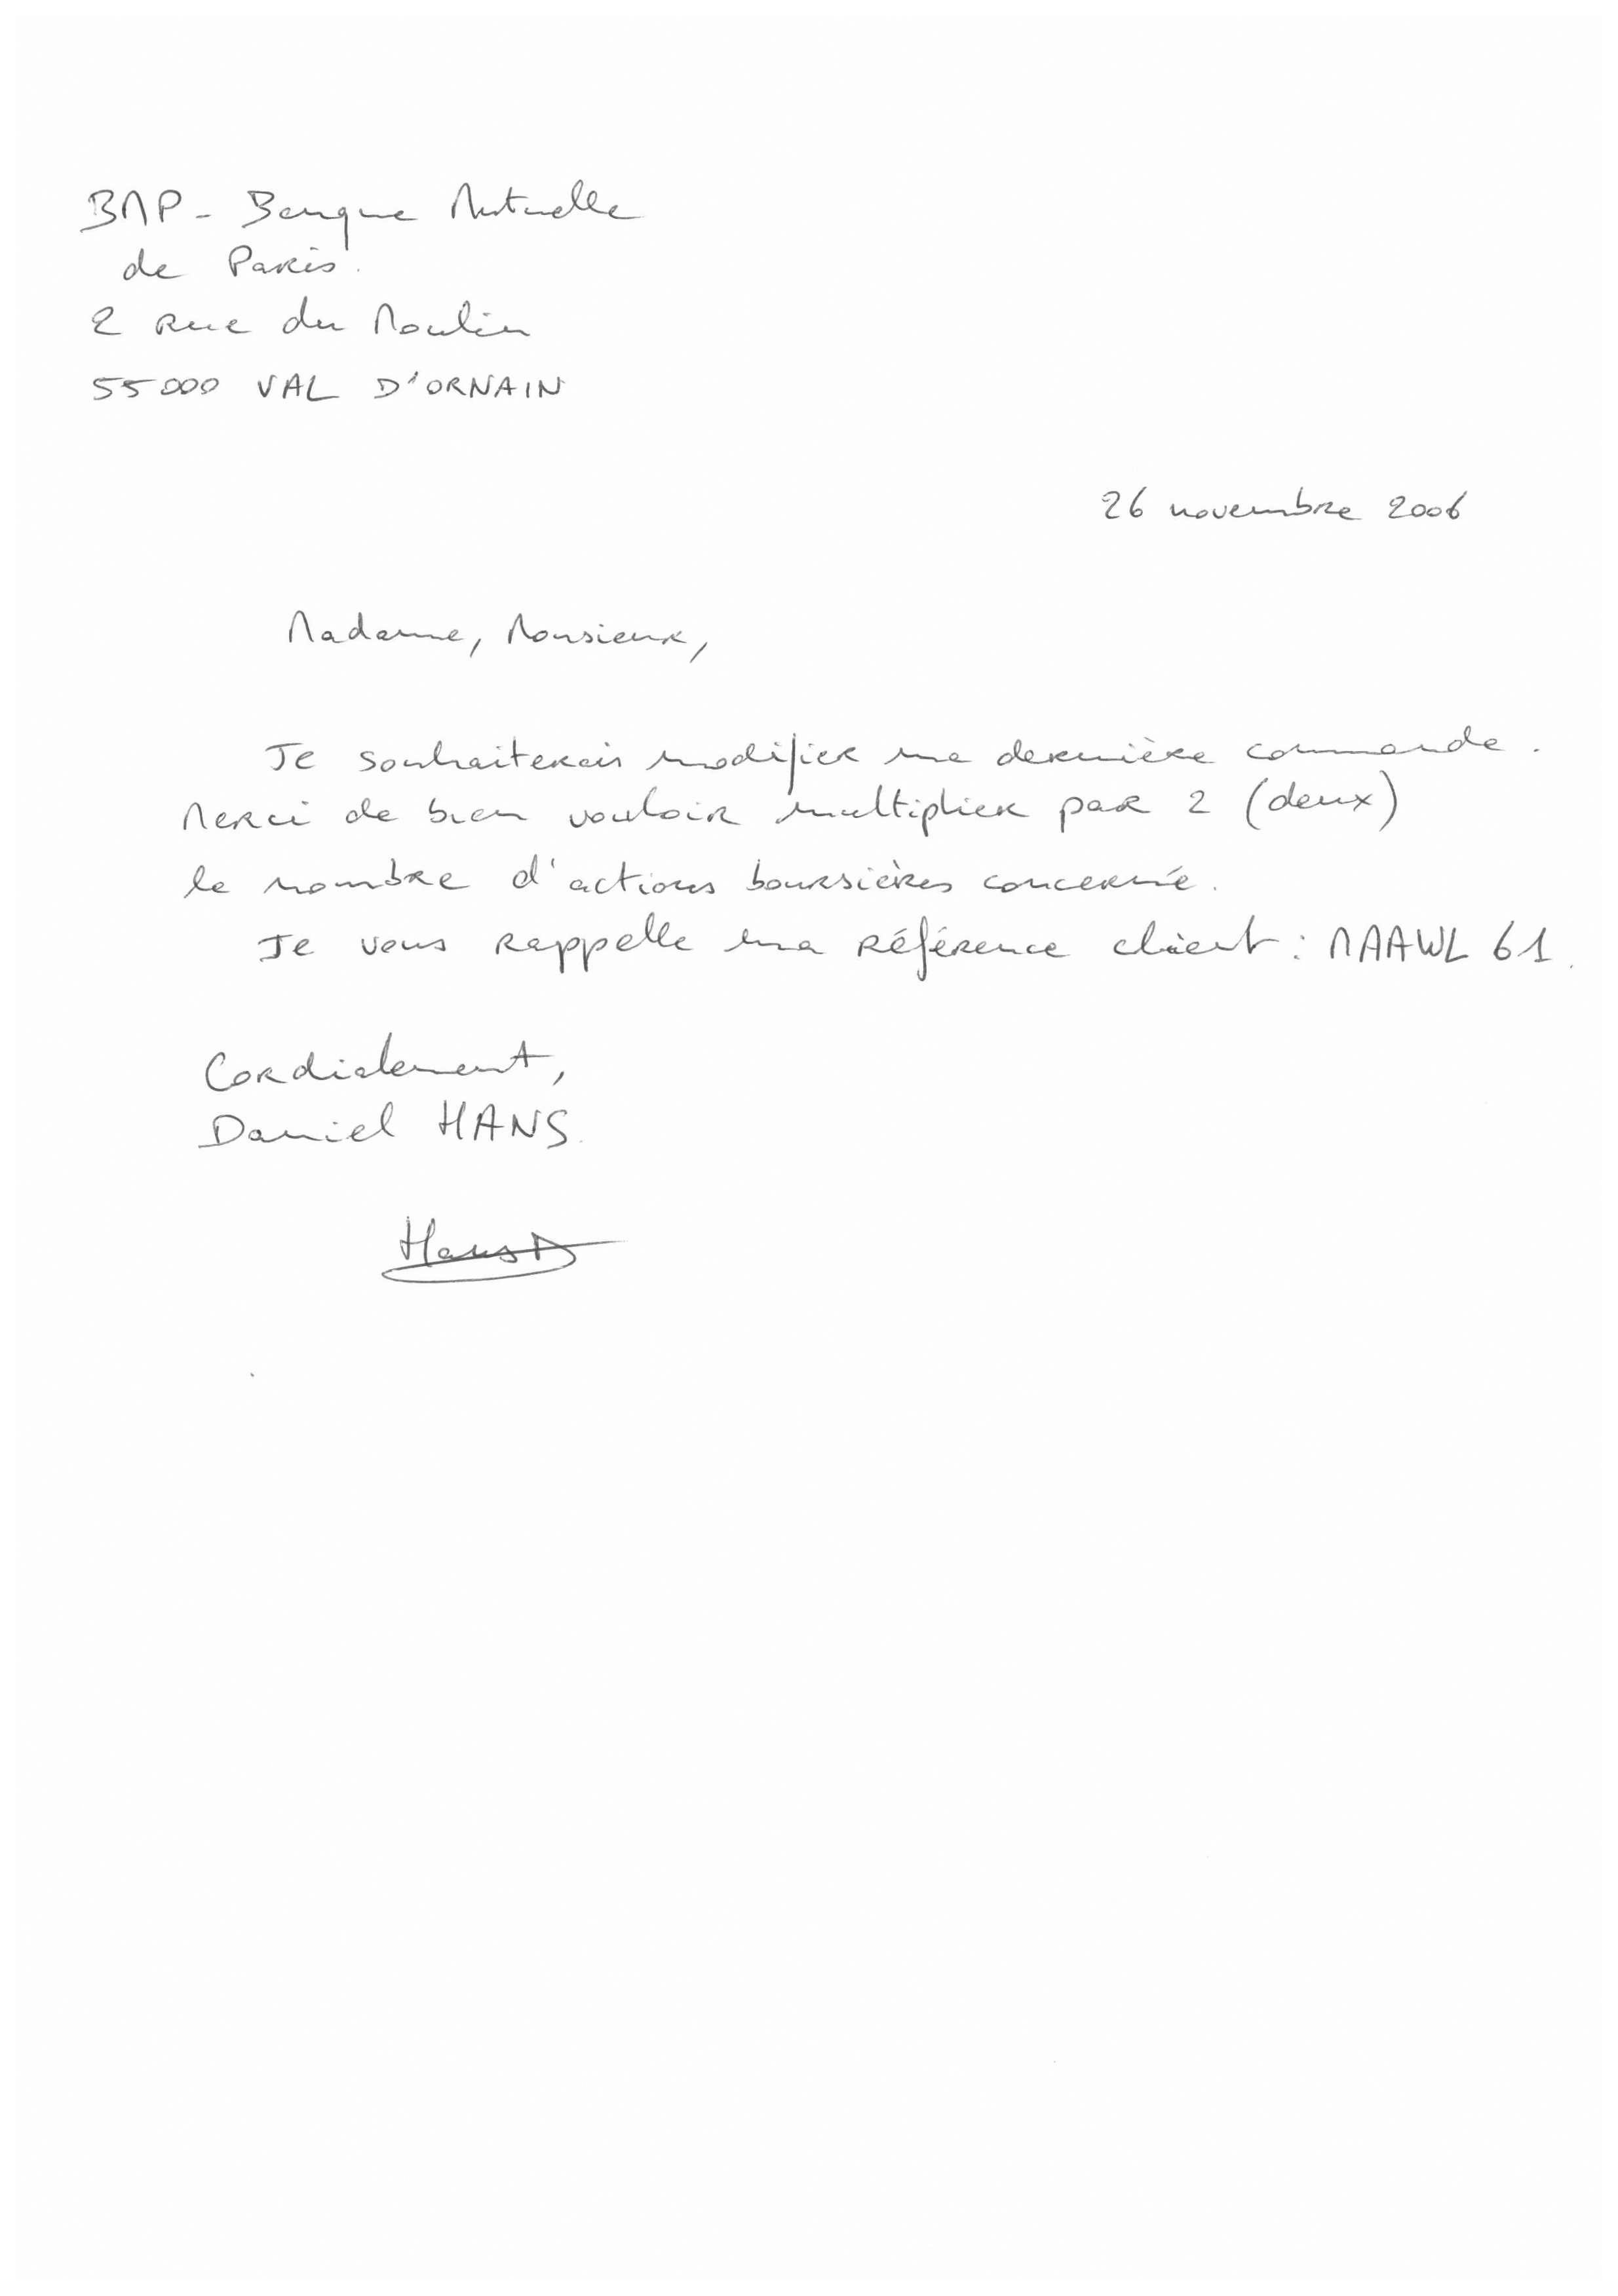 BMP - Banque Mutuelle
de Paris.
2 rue du Moulin
55000 VAL D'ORNAIN
26 novembre 2006
Madame, Monsieur,
Je souhaiterais modifier ma dernière commande.
Merci de bien vouloir multiplier par 2 (deux)
le nombre d'actions boursières concerné.
Je vous rappelle ma référence client : MAAWL 61.
Cordialement,
Daniel HANS.
Hans D